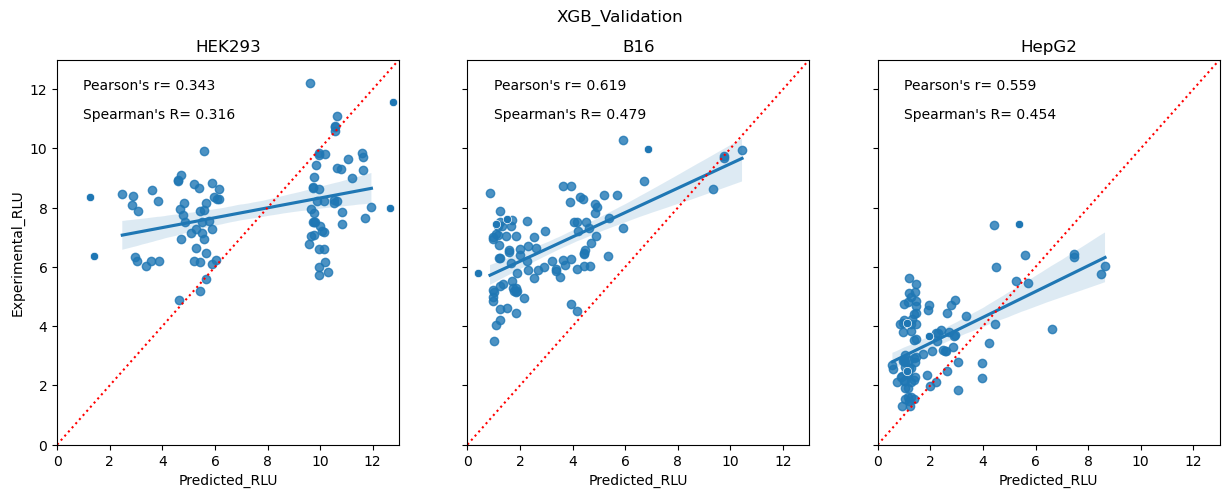 XGB_Validation
HEK293
B16
HepG2
Pearson's r= 0.343
Spearman's R= 0.316
Pearson's r= 0.619
Spearman's R= 0.479
Pearson's r= 0.559
Spearman's R= 0.454
Experimental_RLU
12
10
8
6
4
2
0
0 2 4 6 8 10 12
0 2 4 6 8 10 12
0 2 4 6 8 10 12
Predicted_RLU
Predicted_RLU
Predicted_RLU